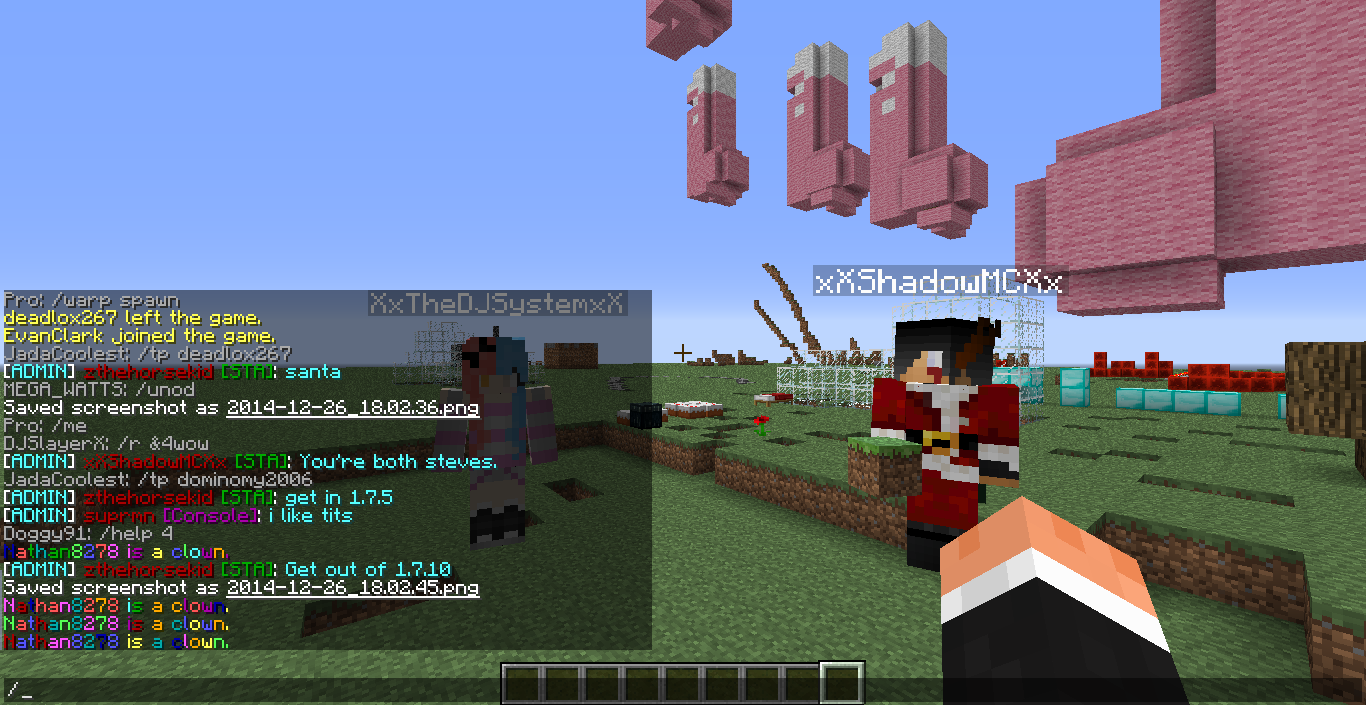 Pro: /warp spawn
XxTheDJSystemxX
xXShadowMCXx
deadlox267 left the game.
EvanClark joined the game.
JadaCoolest: /tp deadlox267
[ADMIN] zthehorsekid [STA]: santa
MEGA_WATTS: /unod
Saved screenshot as 2014-12-26_18.02.36.png
Pro: /me
DJSlayerX: /r &4wow
[ADMIN] xXShadowMCXx [STA]: You're both steves.
JadaCoolest: /tp dominomy2006
[ADMIN] zthehorsekid [STA]: get in 1.7.5
[ADMIN] suprmn [Console]: i like tits
Doggy91: /help 4
Nathan8278 is a clown.
[ADMIN] zthehorsekid [STA]: Get out of 1.7.10
Saved screenshot as 2014-12-26_18.02.45.png
Nathan8278 is a clown.
Nathan8278 is a clown.
Nathan8278 is a clown.
/_